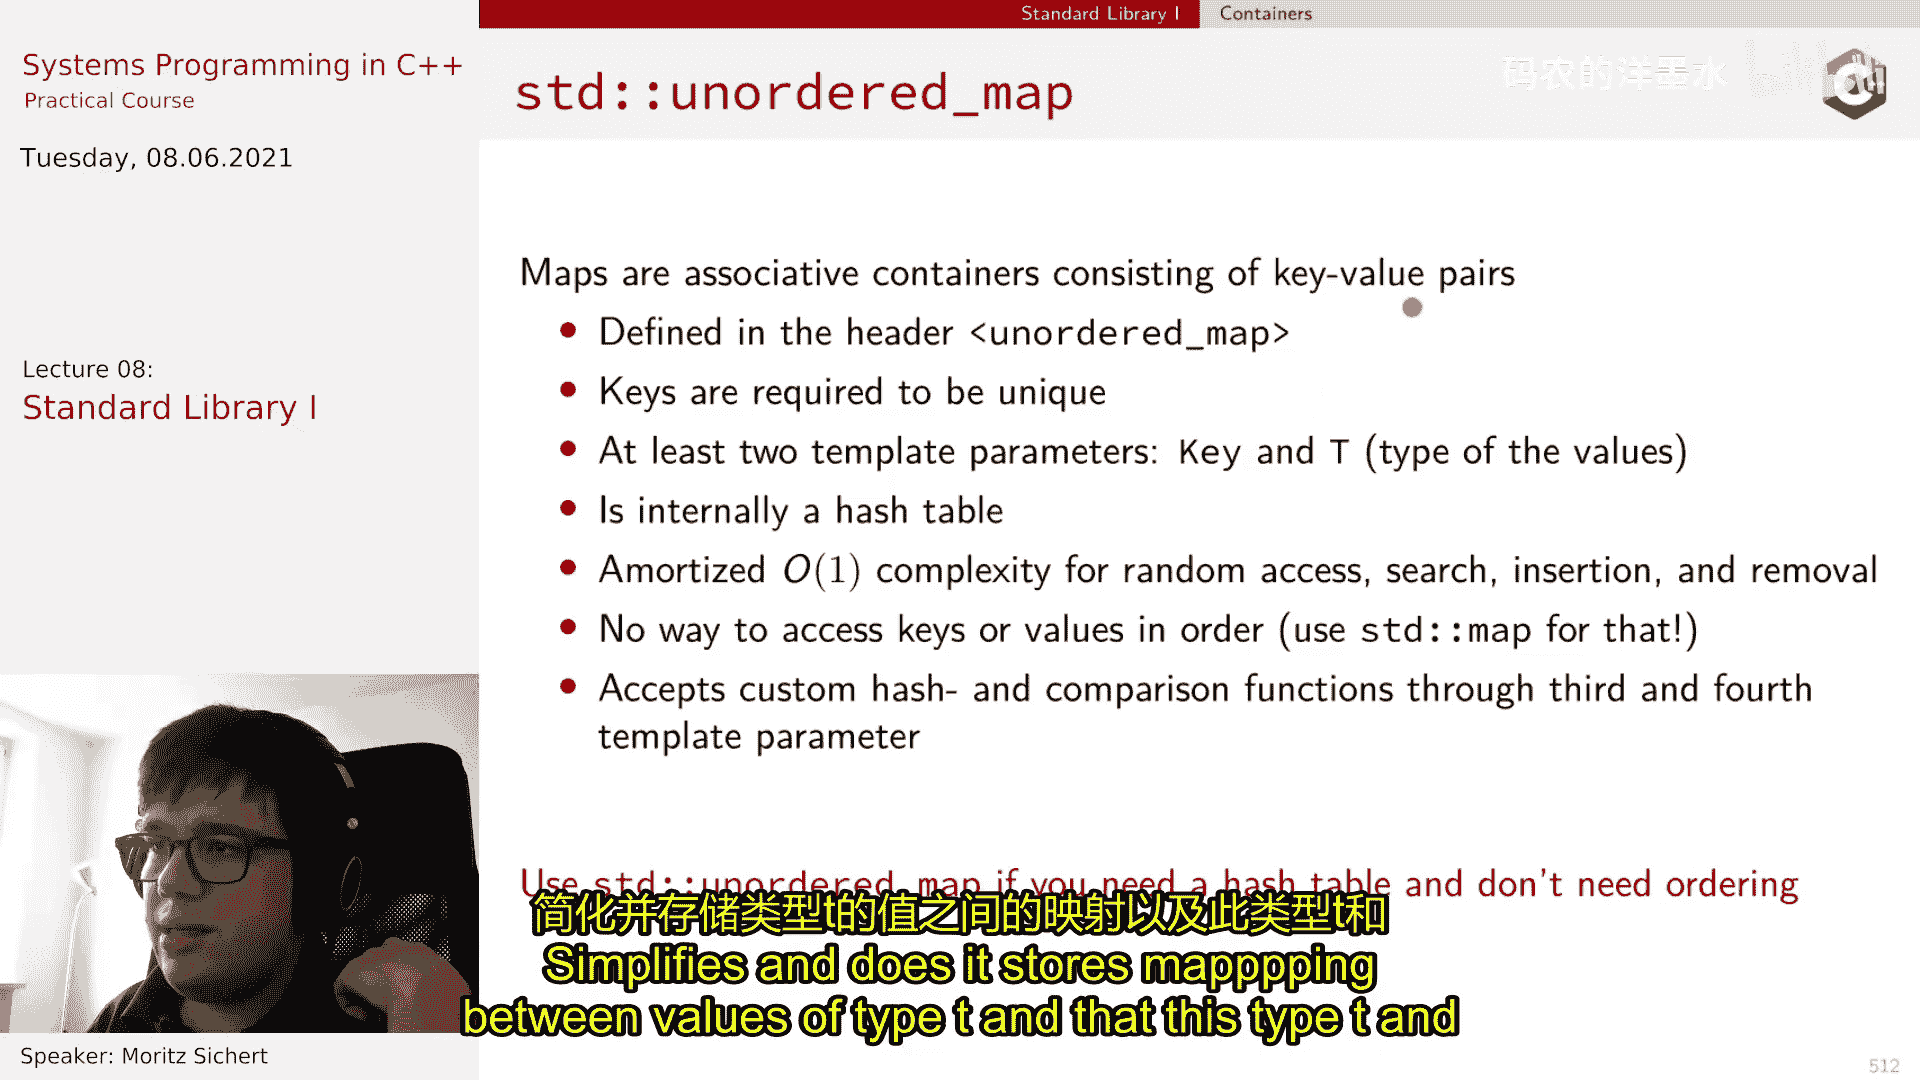 Standard Library I
Containers
Systems Programming in C++
Practical Course
Tuesday, 08.06.2021
Lecture 08:
Standard Library I
std::unordered_map
码农的洋墨水
Maps are associative containers consisting of key-value pairs
• Defined in the header <unordered_map>
• Keys are required to be unique
• At least two template parameters: Key and T (type of the values)
• Is internally a hash table
• Amortized O(1) complexity for random access, search, insertion, and removal
• No way to access keys or values in order (use std::map for that!)
• Accepts custom hash- and comparison functions through third and fourth
template parameter
Use std::unordered_map if you need a hash table and don't need ordering
简化并存储类型t的值之间的映射以及此类型t和
Simplifies and does it stores mapppping
between values of type t and that this type t and
Speaker: Moritz Sichert
512